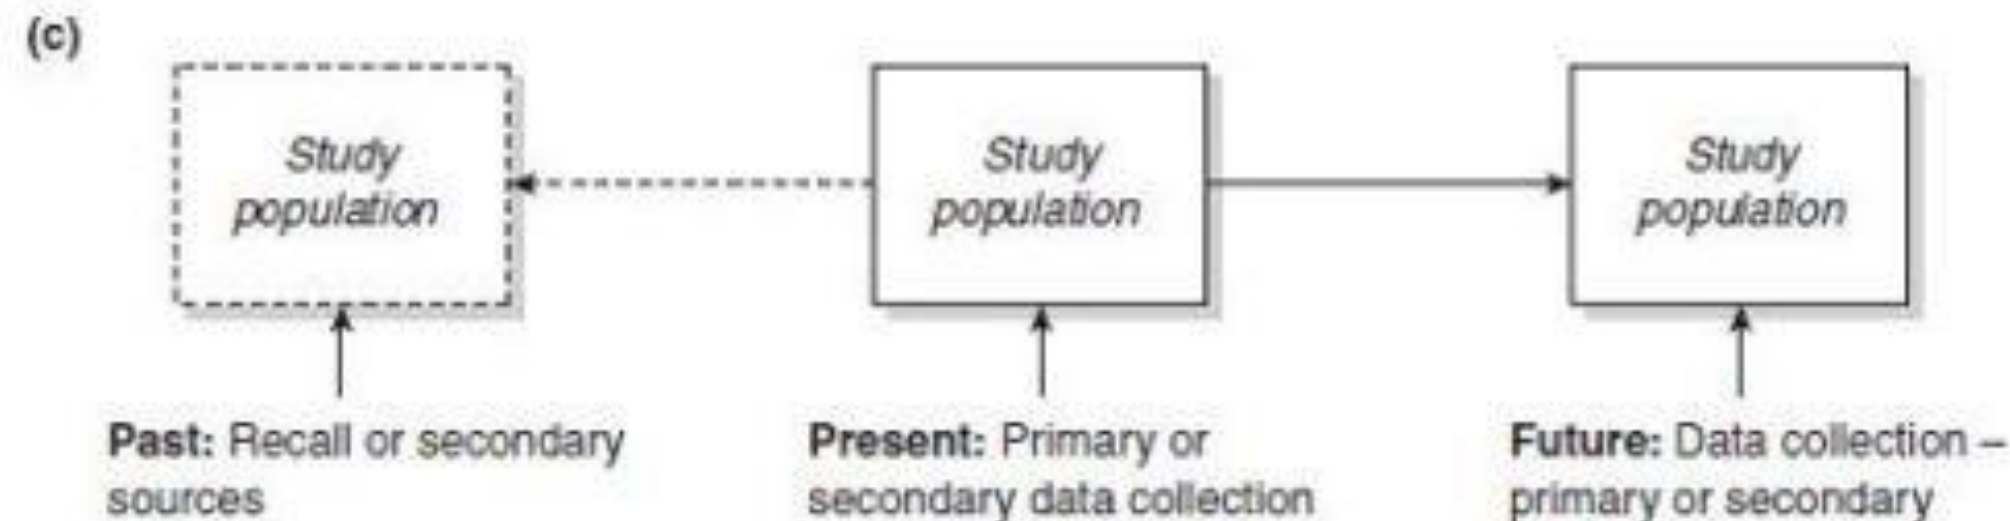 (c)
Study
population
Study
population
Study
population
Past: Recall or secondary
sources
Present: Primary or
secondary data collection
Future: Data collection –
primary or secondary